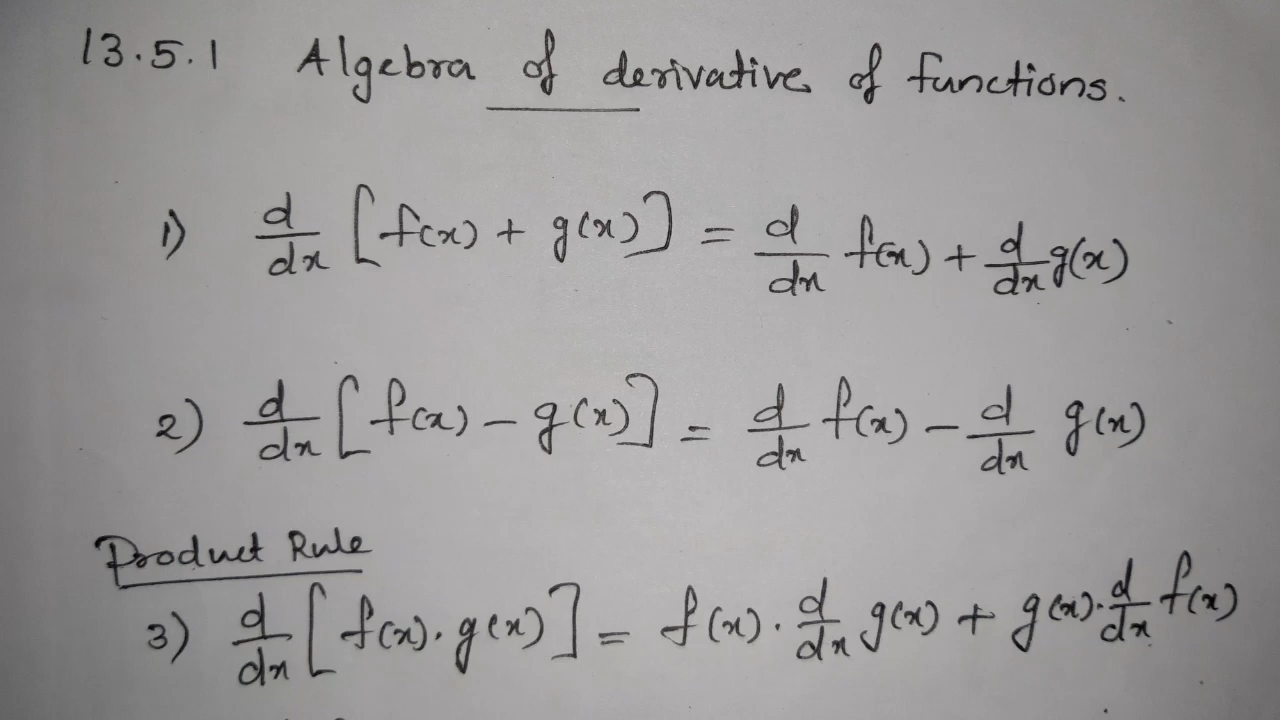 13.5.1 Algebra of derivative of functions.
1) d/dx [f(x) + g(x)] = d/dx f(x) + d/dx g(x)
2) d/dx [f(x) - g(x)] = d/dx f(x) - d/dx g(x)
Product Rule
3) d/dx [f(x) · g(x)] = f(x) · d/dx g(x) + g(x) · d/dx f(x)